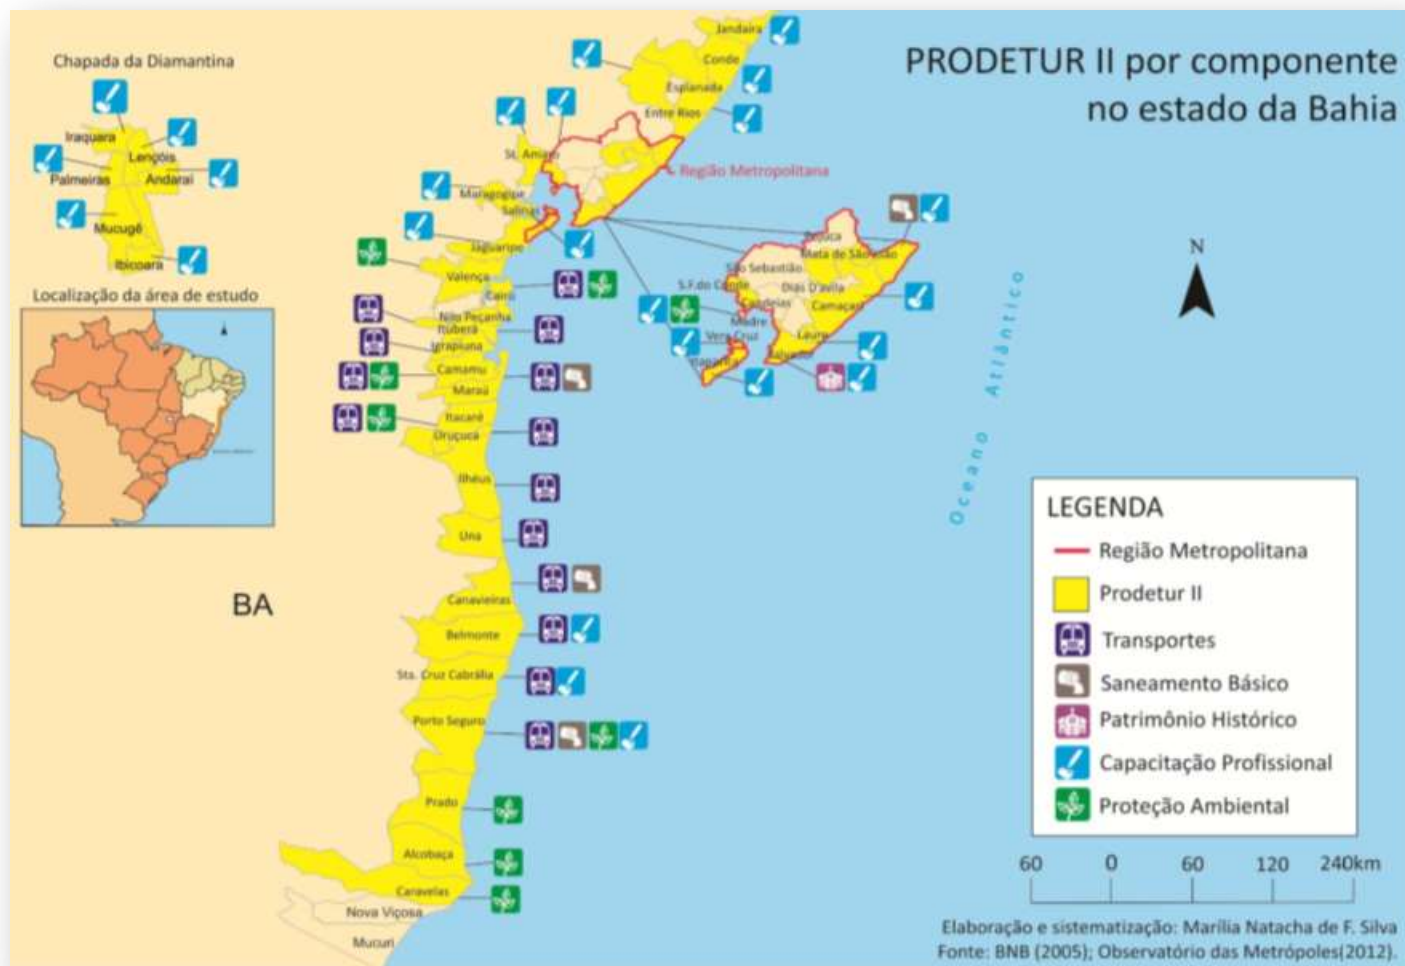 PRODETUR II por componente
no estado da Bahia
Chapada da Diamantina
Iraquara
Lençóis
Palmeiras
Andaraí
Mucugê
Ibicoara
Localização da área de estudo
BA
Jandaíra
Conde
Esplanada
Entre Rios
St. Amaro
Região Metropolitana
Maragogipe
Salinas
Jaguaripe
Valença
Cairú
Nilo Peçanha
Ituberá
Igrapiuna
Camamu
Maraú
Itacaré
Uruçuca
Ilhéus
Una
Canavieiras
Belmonte
Sta. Cruz Cabrália
Porto Seguro
Prado
Alcobaça
Caravelas
Nova Viçosa
Mucuri
Mata de São João
São Sebastião
S.F.do Conde
Dias D'avila
Candeias
Camaçari
Madre
Vera Cruz
Lauro
Salvador
N
Oceano Atlântico
LEGENDA
Região Metropolitana
Prodetur II
Transportes
Saneamento Básico
Patrimônio Histórico
Capacitação Profissional
Proteção Ambiental
60 0 60 120 240km
Elaboração e sistematização: Marília Natacha de F. Silva
Fonte: BNB (2005); Observatório das Metrópoles(2012).